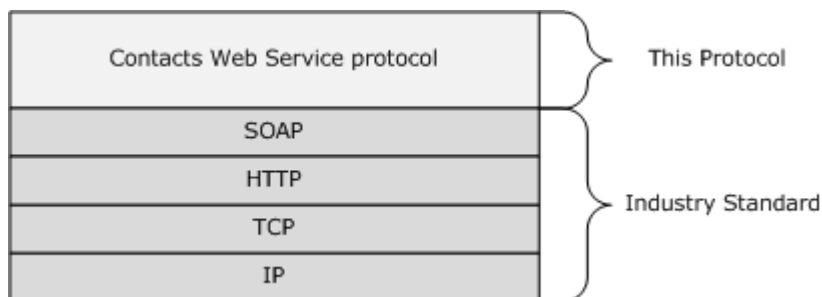 Contacts Web Service protocol
This Protocol
SOAP
HTTP
TCP
IP
Industry Standard